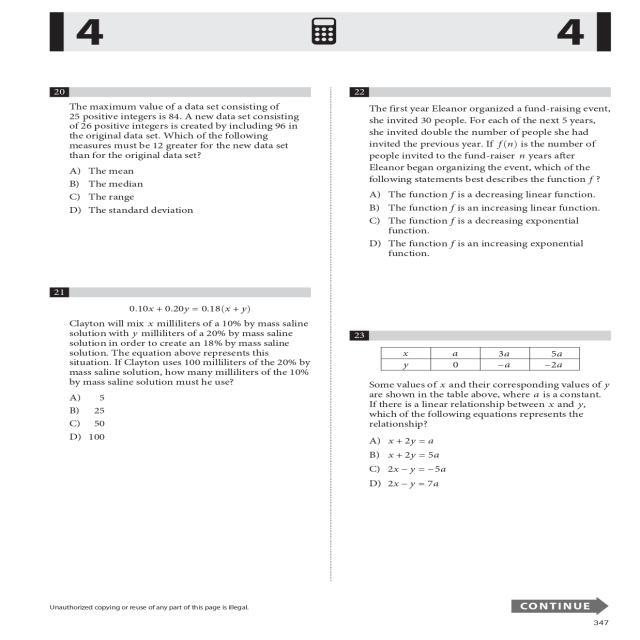 4
4
20
The maximum value of a data set consisting of
25 positive integers is 84. A new data set consisting
of 26 positive integers is created by including 96 in
the original data set. Which of the following
measures must be 12 greater for the new data set
than for the original data set?
A) The mean
B) The median
C) The range
D) The standard deviation
21
0.10x + 0.20y = 0.18(x + y)
Clayton will mix x milliliters of a 10% by mass saline
solution with y milliliters of a 20% by mass saline
solution in order to create an 18% by mass saline
solution. The equation above represents this
situation. If Clayton uses 100 milliliters of the 20% by
mass saline solution, how many milliliters of the 10%
by mass saline solution must he use?
A) 5
B) 25
C) 50
D) 100
22
The first year Eleanor organized a fund-raising event,
she invited 30 people. For each of the next 5 years,
she invited double the number of people she had
invited the previous year. If f(n) is the number of
people invited to the fund-raiser n years after
Eleanor began organizing the event, which of the
following statements best describes the function f ?
A) The function f is a decreasing linear function.
B) The function f is an increasing linear function.
C) The function f is a decreasing exponential
function.
D) The function f is an increasing exponential
function.
23
x a 3a 5a
y 0 −a −2a
Some values of x and their corresponding values of y
are shown in the table above, where a is a constant.
If there is a linear relationship between x and y,
which of the following equations represents the
relationship?
A) x + 2y = a
B) x + 2y = 5a
C) 2x − y = −5a
D) 2x − y = 7a
Unauthorized copying or reuse of any part of this page is illegal.
CONTINUE
347